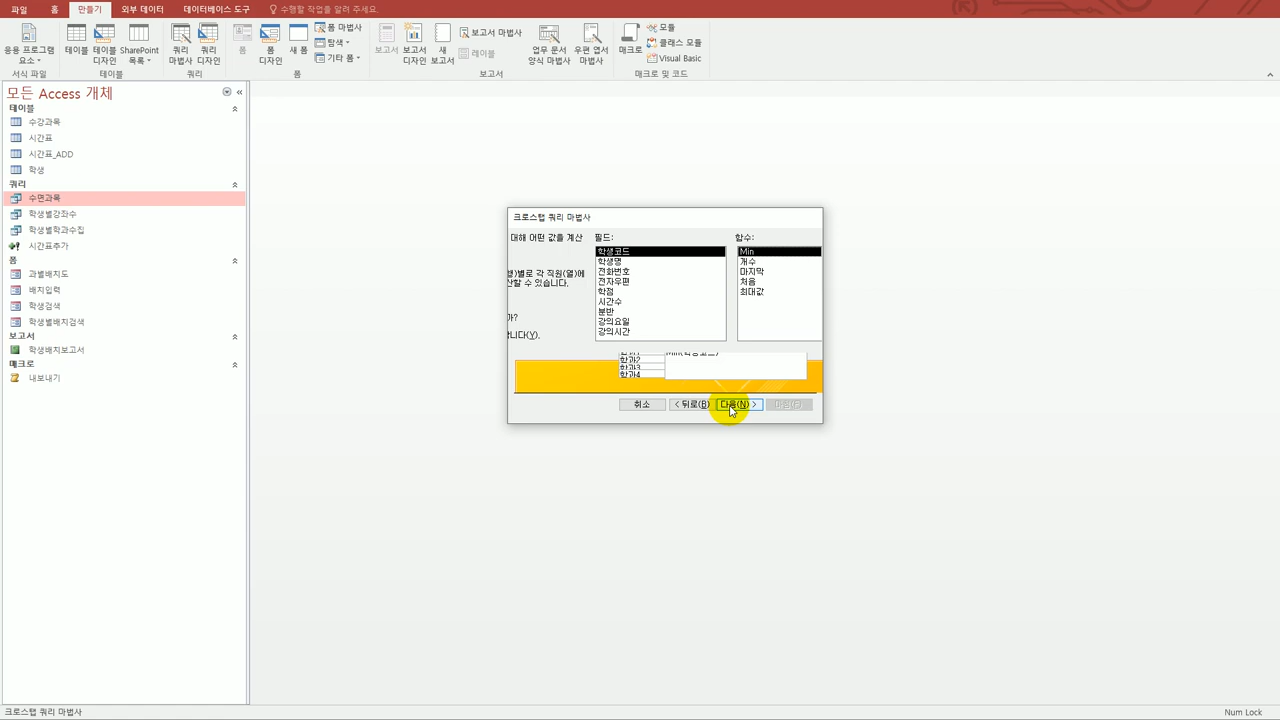 파일 홈 만들기 외부 데이터 데이터베이스 도구 수행할 작업을 알려 주세요.
응용 프로그램 요소
서식 파일
테이블
테이블 디자인
SharePoint 목록
테이블
쿼리 마법사
쿼리 디자인
쿼리
폼
폼 디자인
새 폼
폼 마법사
탐색
기타 폼
폼
보고서
보고서 디자인
새 보고서
보고서 마법사
레이블
업무 문서 양식 마법사
우편 엽서 마법사
보고서
매크로
모듈
클래스 모듈
Visual Basic
매크로 및 코드
모든 Access 개체
테이블
수강과목
시간표
시간표_ADD
학생
쿼리
수면과목
학생별강좌수
학생별학과수집
시간표추가
폼
과별배지도
배치입력
학생검색
학생별배치검색
보고서
학생배치보고서
매크로
내보내기
크로스탭 쿼리 마법사
대해 어떤 값을 계산
행)별로 각 직원(열)에
산할 수 있습니다.
까?
합니다(Y).
필드:
학생코드
학생명
전화번호
전자우편
학점
시간수
분반
강의요일
강의시간
함수:
Min
개수
마지막
처음
최대값
학과2
학과3
학과4
Min(학생코드)
취소 < 뒤로(B) 다음(N) > 마침(F)
크로스탭 쿼리 마법사
Num Lock